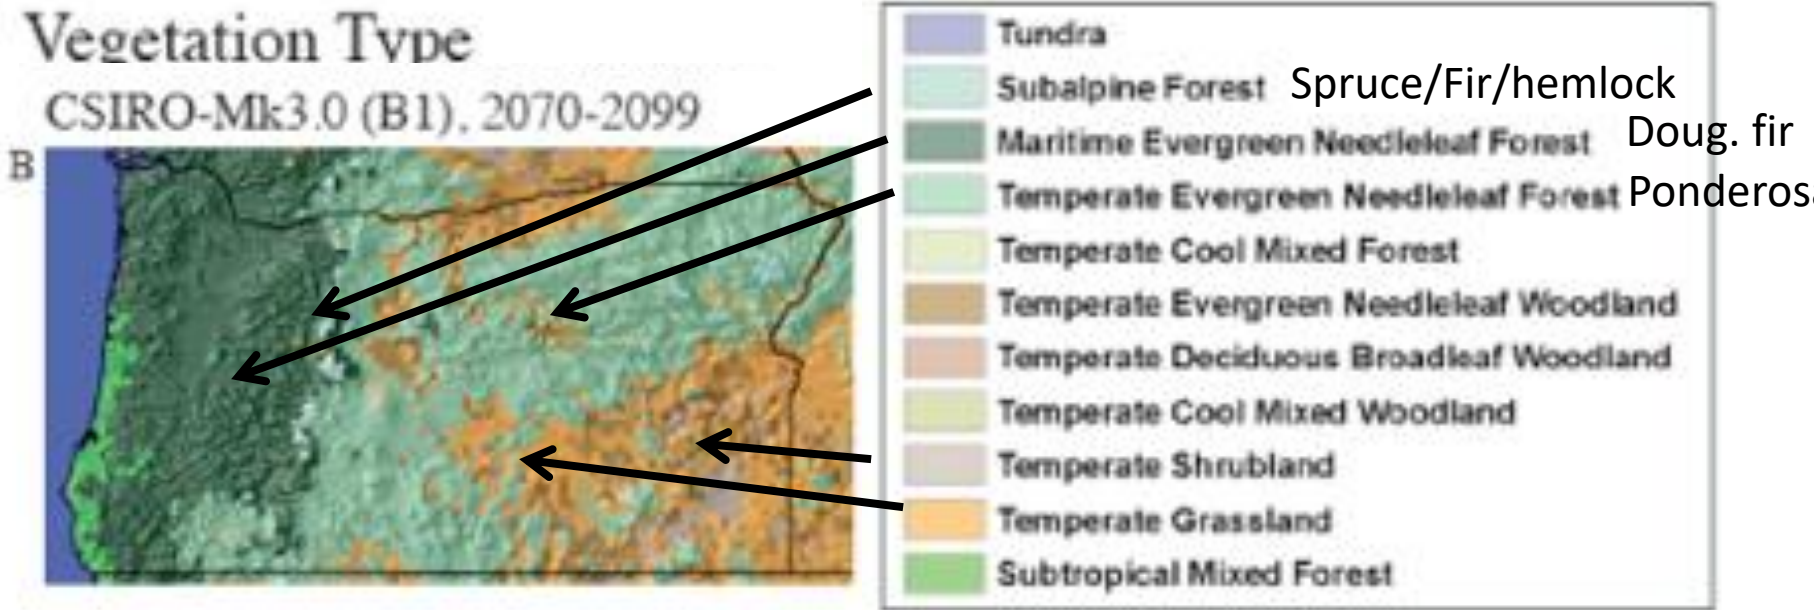 Vegetation Type
CSIRO-Mk3.0 (B1), 2070-2099
B
Tundra
Subalpine Forest Spruce/Fir/hemlock
Maritime Evergreen Needleleaf Forest Doug. fir
Temperate Evergreen Needleleaf Forest Ponderosa
Temperate Cool Mixed Forest
Temperate Evergreen Needleleaf Woodland
Temperate Deciduous Broadleaf Woodland
Temperate Cool Mixed Woodland
Temperate Shrubland
Temperate Grassland
Subtropical Mixed Forest